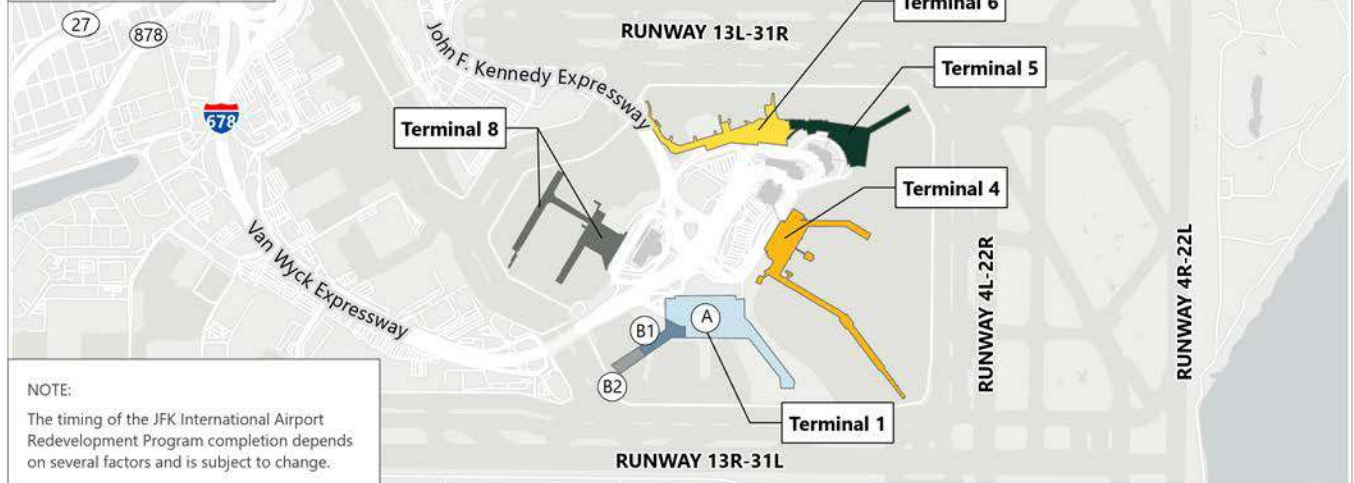 Terminal 6
27
878
RUNWAY 13L-31R
John F. Kennedy Expressway
Terminal 5
678
Terminal 8
Terminal 4
Van Wyck Expressway
RUNWAY 4L-22R
RUNWAY 4R-22L
A
B1
B2
Terminal 1
RUNWAY 13R-31L
NOTE:
The timing of the JFK International Airport
Redevelopment Program completion depends
on several factors and is subject to change.